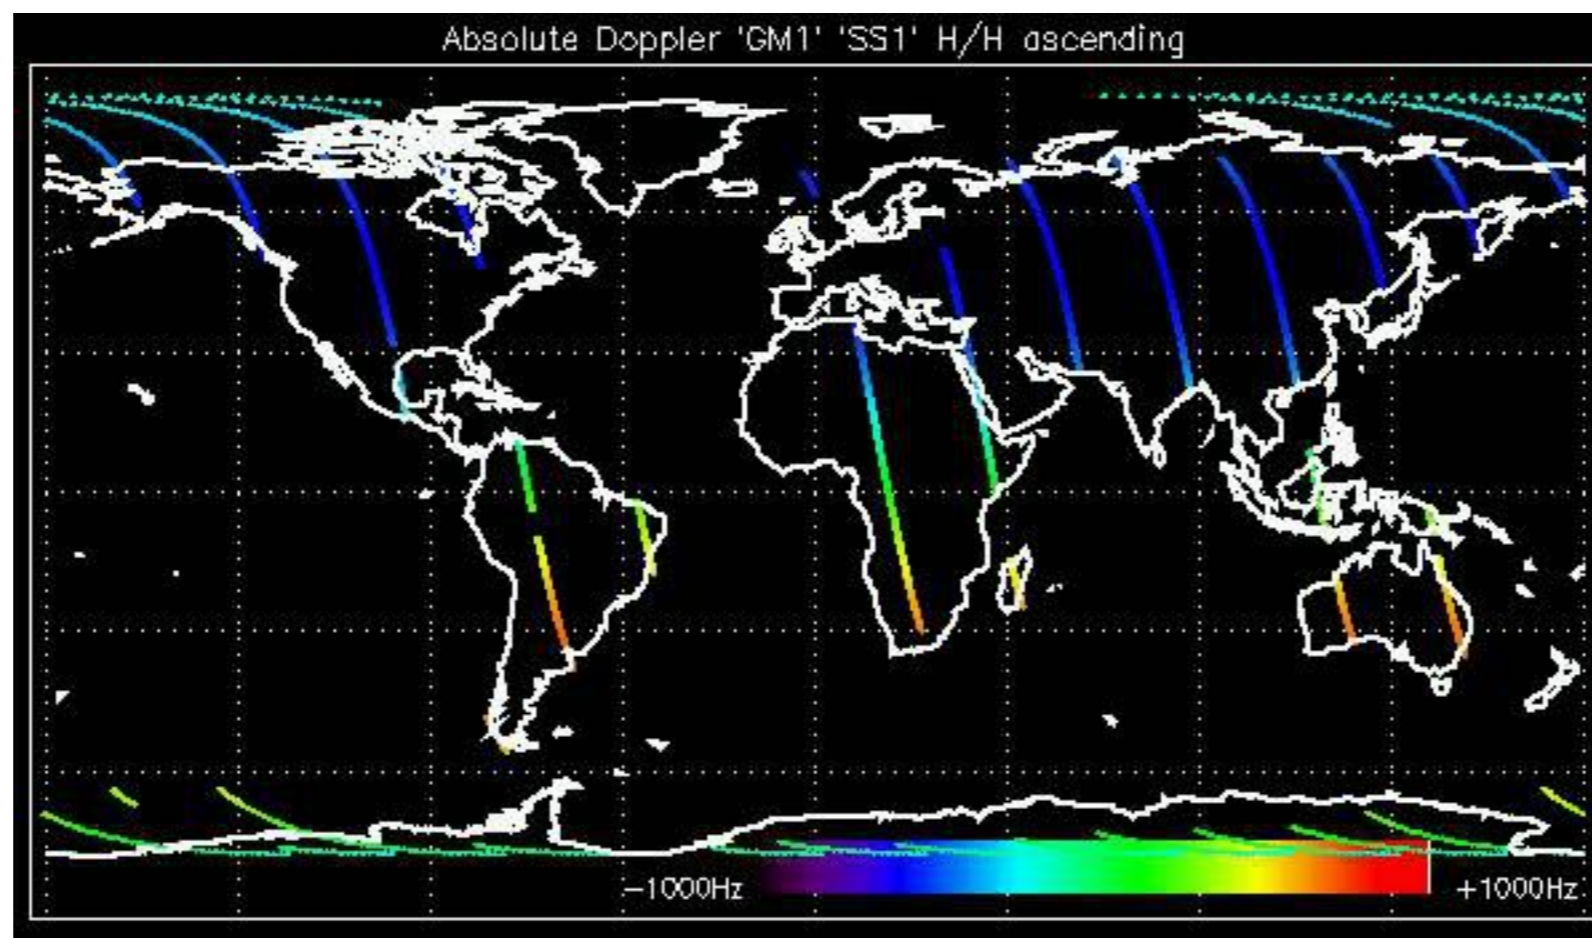 Absolute Doppler 'GM1' 'SS1' H/H ascending
−1000Hz
+1000Hz